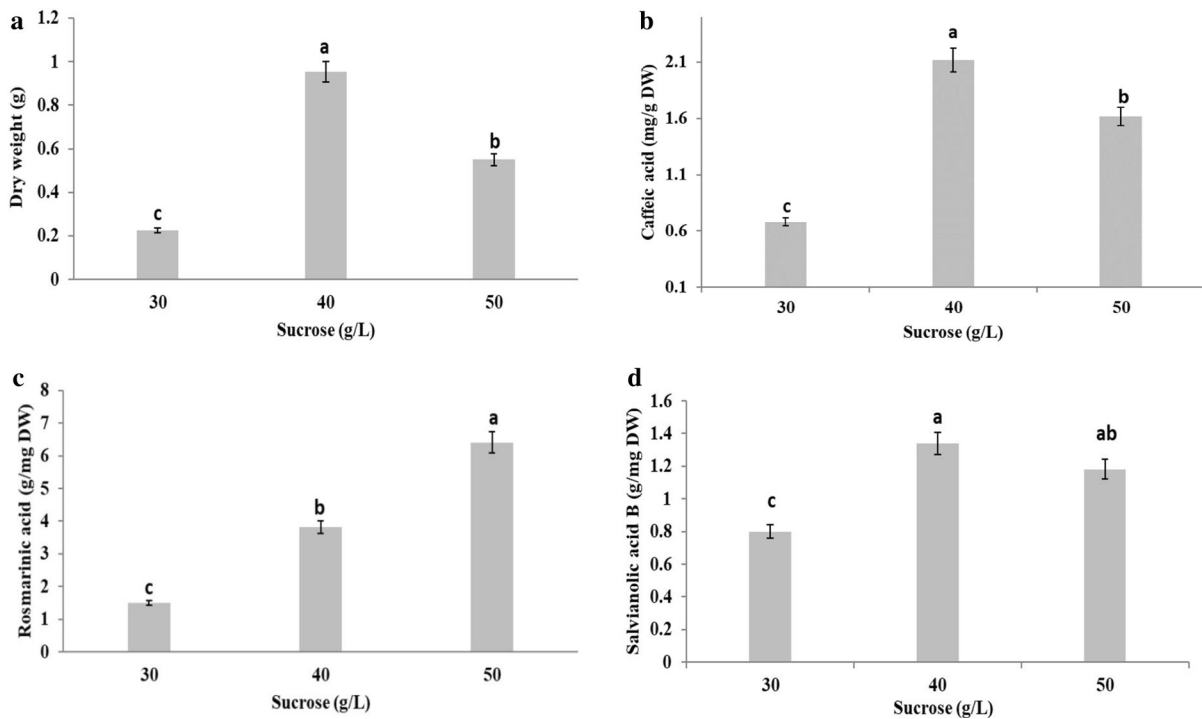 a
Dry weight (g)
1.2
1
0.8
0.6
0.4
0.2
0
c
a
b
30 40 50
Sucrose (g/L)
b
Caffeic acid (mg/g DW)
2.1
1.6
1.1
0.6
0.1
c
a
b
30 40 50
Sucrose (g/L)
c
Rosmarinic acid (g/mg DW)
8
7
6
5
4
3
2
1
0
c
b
a
30 40 50
Sucrose (g/L)
d
Salvianolic acid B (g/mg DW)
1.6
1.4
1.2
1
0.8
0.6
0.4
0.2
0
c
a
ab
30 40 50
Sucrose (g/L)